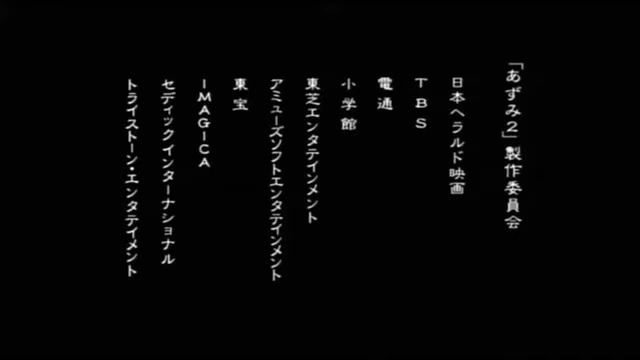 「あずみ2」製作委員会
日本ヘラルド映画
TBS
電通
小学館
東芝エンタテインメント
アミューズソフトエンタテインメント
東宝
IMAGICA
セディックインターナショナル
トライストーン・エンタテイメント